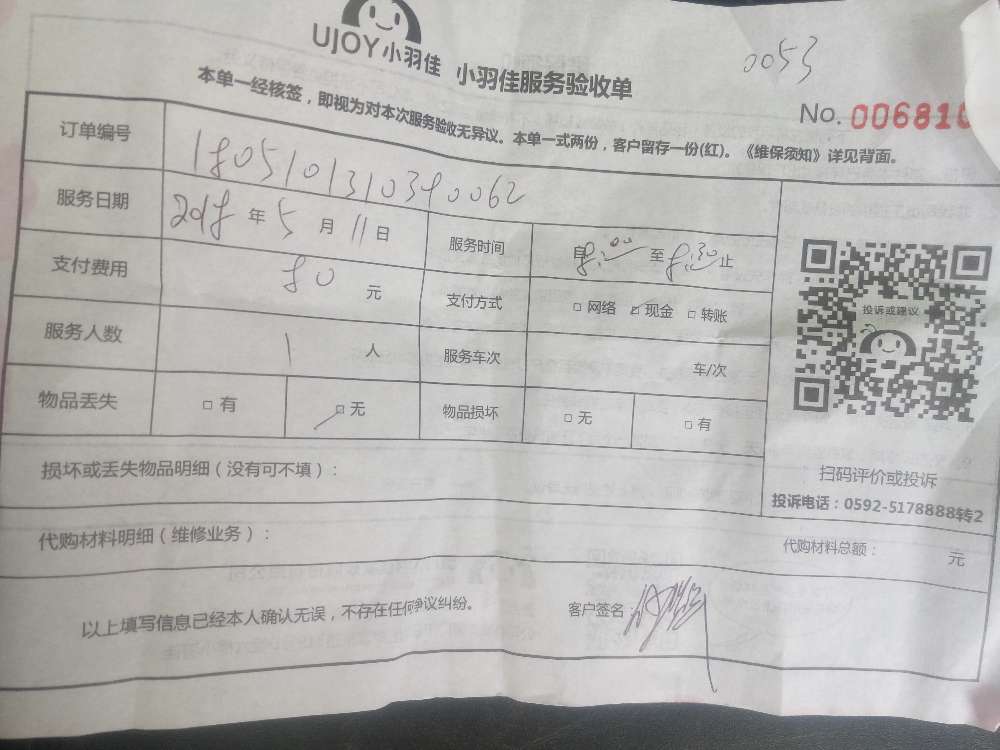 UJOY小羽佳 小羽佳服务验收单
0053
本单一经核签，即视为对本次服务验收无异议。本单一式两份，客户留存一份(红)。《维保须知》详见背面。
No. 006810
订单编号 18051013103490062
服务日期 2018 年 5 月 11 日 服务时间 自 8:00 至 8:30 止
支付费用 80 元 支付方式 □ 网络 ☑ 现金 □ 转账
服务人数 1 人 服务车次 车/次
物品丢失 □ 有 ☑ 无 物品损坏 □ 无 □ 有
投诉或建议
扫码评价或投诉
投诉电话：0592-5178888转2
损坏或丢失物品明细（没有可不填）：
代购材料明细（维修业务）： 代购材料总额： 元
以上填写信息已经本人确认无误，不存在任何争议纠纷。 客户签名：